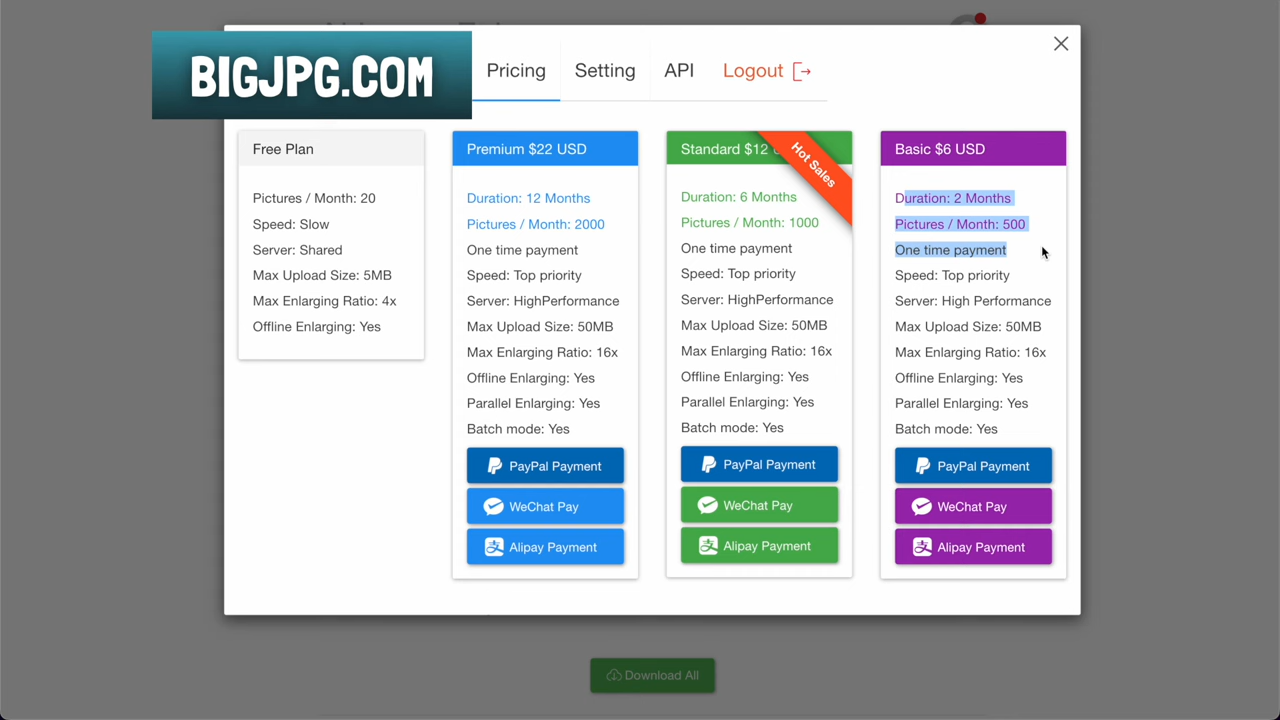 BIGJPG.COM
Pricing
Setting
API
Logout
Free Plan
Pictures / Month: 20
Speed: Slow
Server: Shared
Max Upload Size: 5MB
Max Enlarging Ratio: 4x
Offline Enlarging: Yes
Premium $22 USD
Duration: 12 Months
Pictures / Month: 2000
One time payment
Speed: Top priority
Server: HighPerformance
Max Upload Size: 50MB
Max Enlarging Ratio: 16x
Offline Enlarging: Yes
Parallel Enlarging: Yes
Batch mode: Yes
PayPal Payment
WeChat Pay
支 Alipay Payment
Standard $12
Hot Sales
Duration: 6 Months
Pictures / Month: 1000
One time payment
Speed: Top priority
Server: HighPerformance
Max Upload Size: 50MB
Max Enlarging Ratio: 16x
Offline Enlarging: Yes
Parallel Enlarging: Yes
Batch mode: Yes
PayPal Payment
WeChat Pay
支 Alipay Payment
Basic $6 USD
Duration: 2 Months
Pictures / Month: 500
One time payment
Speed: Top priority
Server: High Performance
Max Upload Size: 50MB
Max Enlarging Ratio: 16x
Offline Enlarging: Yes
Parallel Enlarging: Yes
Batch mode: Yes
PayPal Payment
WeChat Pay
支 Alipay Payment
Download All